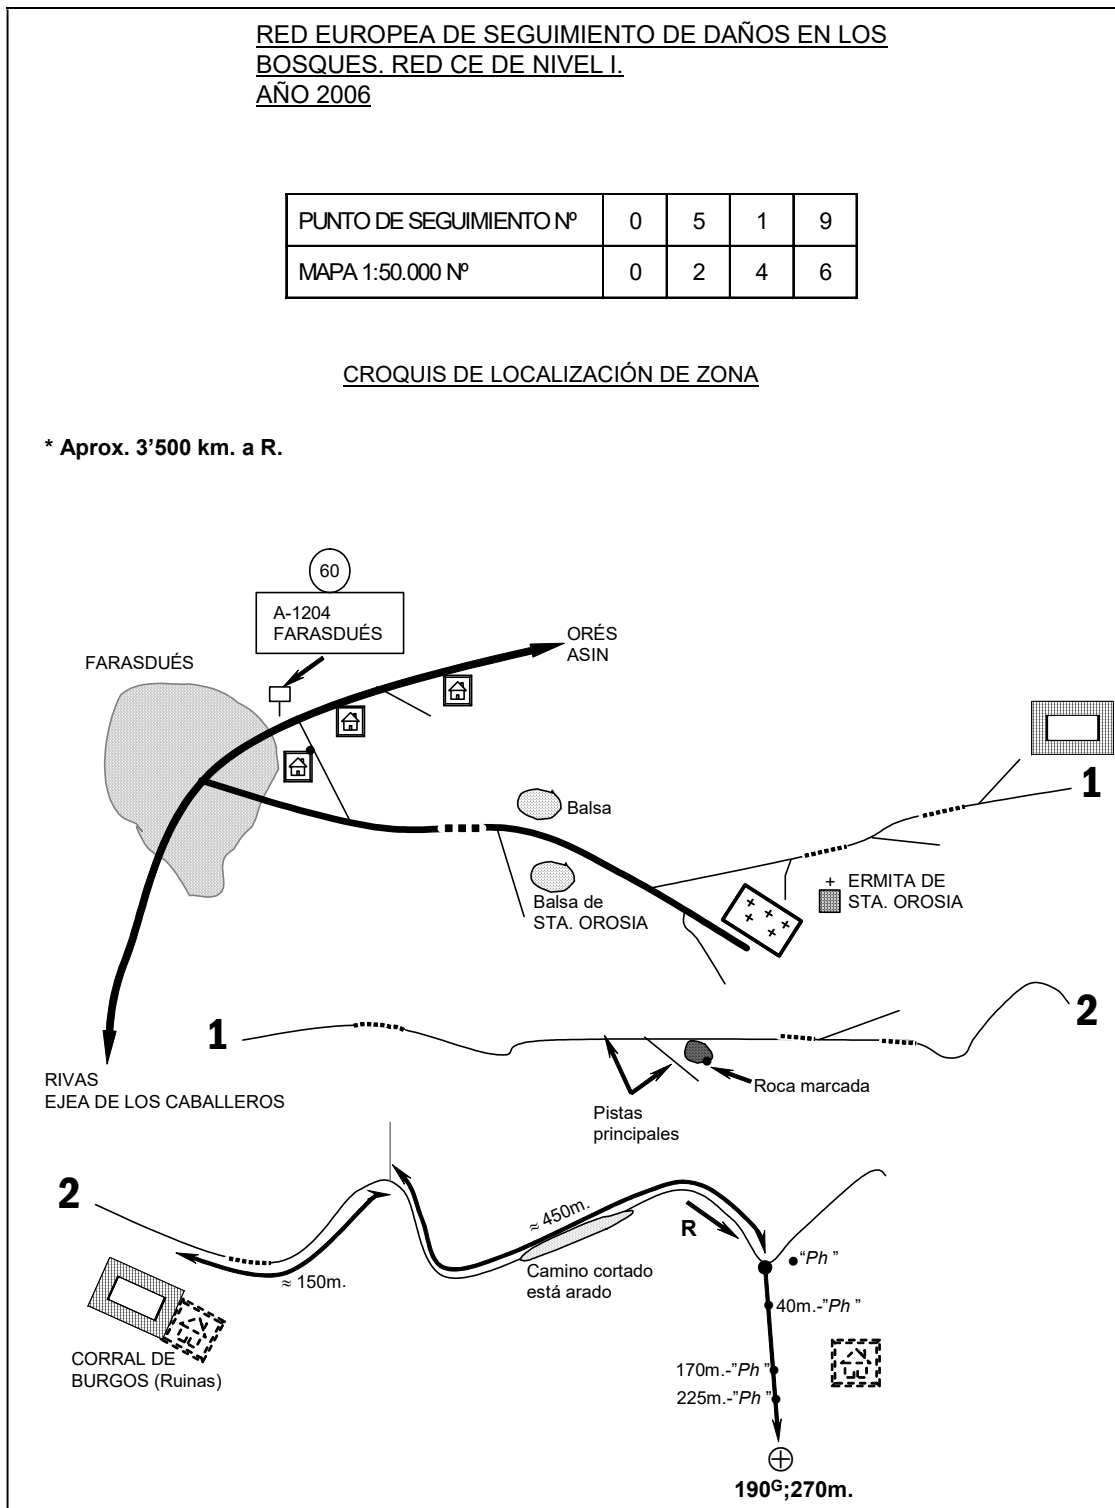 RED EUROPEA DE SEGUIMIENTO DE DAÑOS EN LOS
BOSQUES. RED CE DE NIVEL I.
AÑO 2006
PUNTO DE SEGUIMIENTO Nº 0 5 1 9
MAPA 1:50.000 Nº 0 2 4 6
CROQUIS DE LOCALIZACIÓN DE ZONA
* Aprox. 3’500 km. a R.
60
A-1204
FARASDUÉS
ORÉS
ASIN
FARASDUÉS
1
Balsa
Balsa de
STA. OROSIA
ERMITA DE
STA. OROSIA
1
2
RIVAS
EJEA DE LOS CABALLEROS
Roca marcada
Pistas
principales
2
≈ 450m.
R
≈ 150m.
Camino cortado
está arado
“Ph ”
40m.-”Ph ”
CORRAL DE
BURGOS (Ruinas)
170m.-”Ph ”
225m.-”Ph ”
190ᴳ;270m.